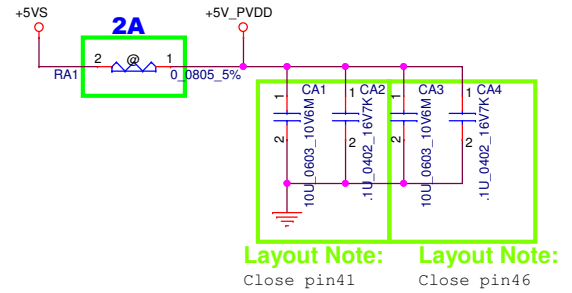 +5VS
+5V_PVDD
2A
2
@
1
RA1
0_0805_5%
1
CA1
2
10U_0603_10V6M
1
CA2
2
.1U_0402_16V7K
1
CA3
2
10U_0603_10V6M
1
CA4
2
.1U_0402_16V7K
Layout Note:
Close pin41
Layout Note:
Close pin46